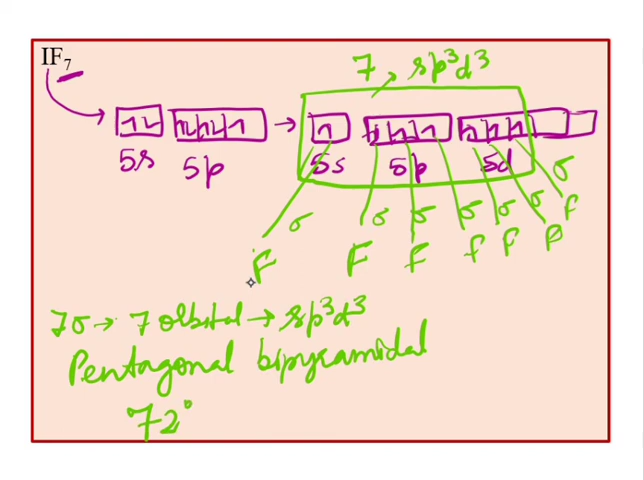 IF₇
7 → sp³d³
5s 5p → 5s 5p 5d
σ σ σ σ σ σ σ
F F F F F F F
7σ → 7 orbital → sp³d³
Pentagonal bipyramidal
72°